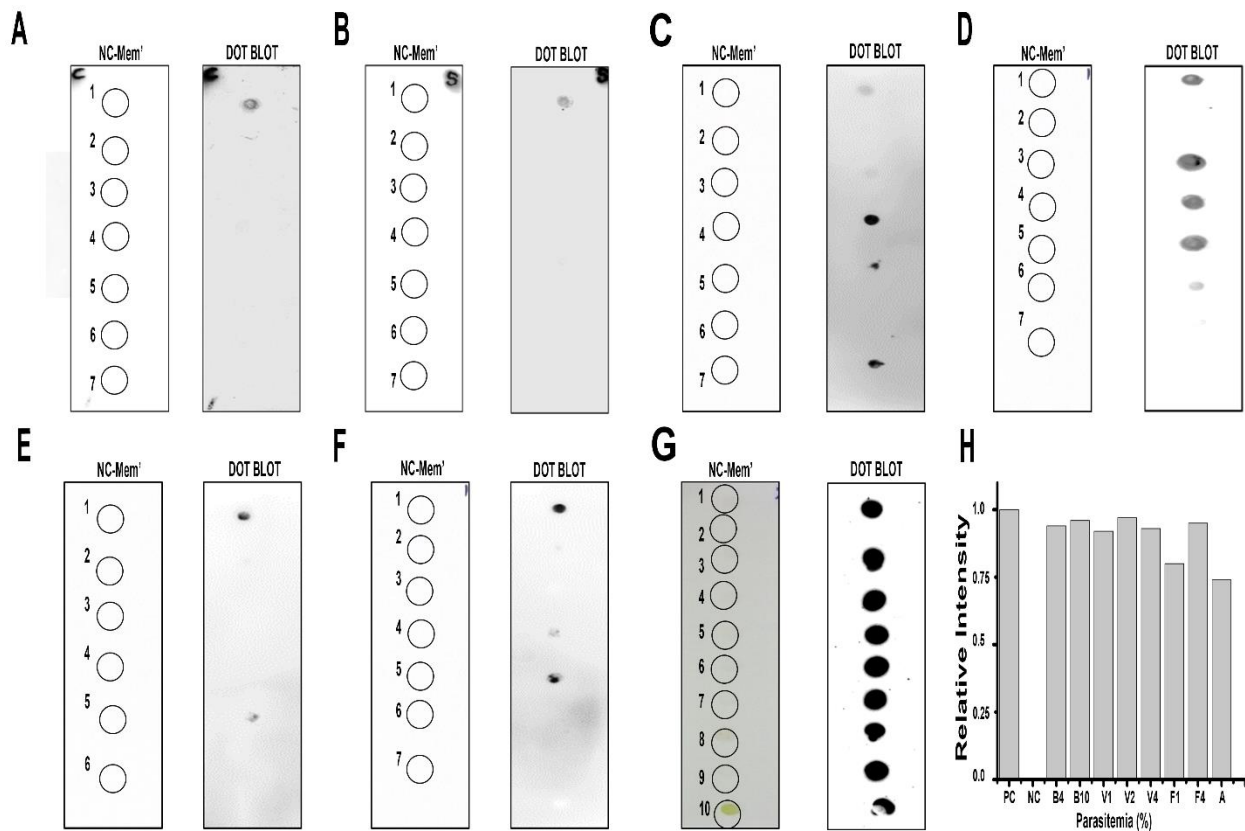 A
NC-Mem' DOT BLOT
C C
1
2
3
4
5
6
7
B
NC-Mem' DOT BLOT
S S
1
2
3
4
5
6
7
C
NC-Mem' DOT BLOT
1
2
3
4
5
6
7
D
NC-Mem' DOT BLOT
1
2
3
4
5
6
7
E
NC-Mem' DOT BLOT
1
2
3
4
5
6
F
NC-Mem' DOT BLOT
1
2
3
4
5
6
7
G
NC-Mem' DOT BLOT
1
2
3
4
5
6
7
8
9
10
H
Relative Intensity
1.0
0.75
0.5
0.25
0.0
PC NC B4 B10 V1 V2 V4 F1 F4 A
Parasitemia (%)